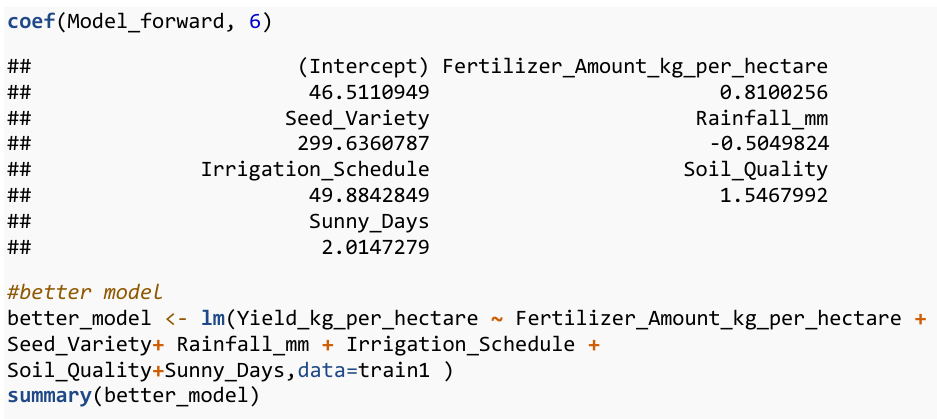 coef(Model_forward, 6)
##                      (Intercept) Fertilizer_Amount_kg_per_hectare
##                       46.5110949                        0.8100256
##                     Seed_Variety                      Rainfall_mm
##                      299.6360787                       -0.5049824
##              Irrigation_Schedule                     Soil_Quality
##                       49.8842849                        1.5467992
##                       Sunny_Days
##                        2.0147279
#better model
better_model <- lm(Yield_kg_per_hectare ~ Fertilizer_Amount_kg_per_hectare +
Seed_Variety+ Rainfall_mm + Irrigation_Schedule +
Soil_Quality+Sunny_Days,data=train1 )
summary(better_model)